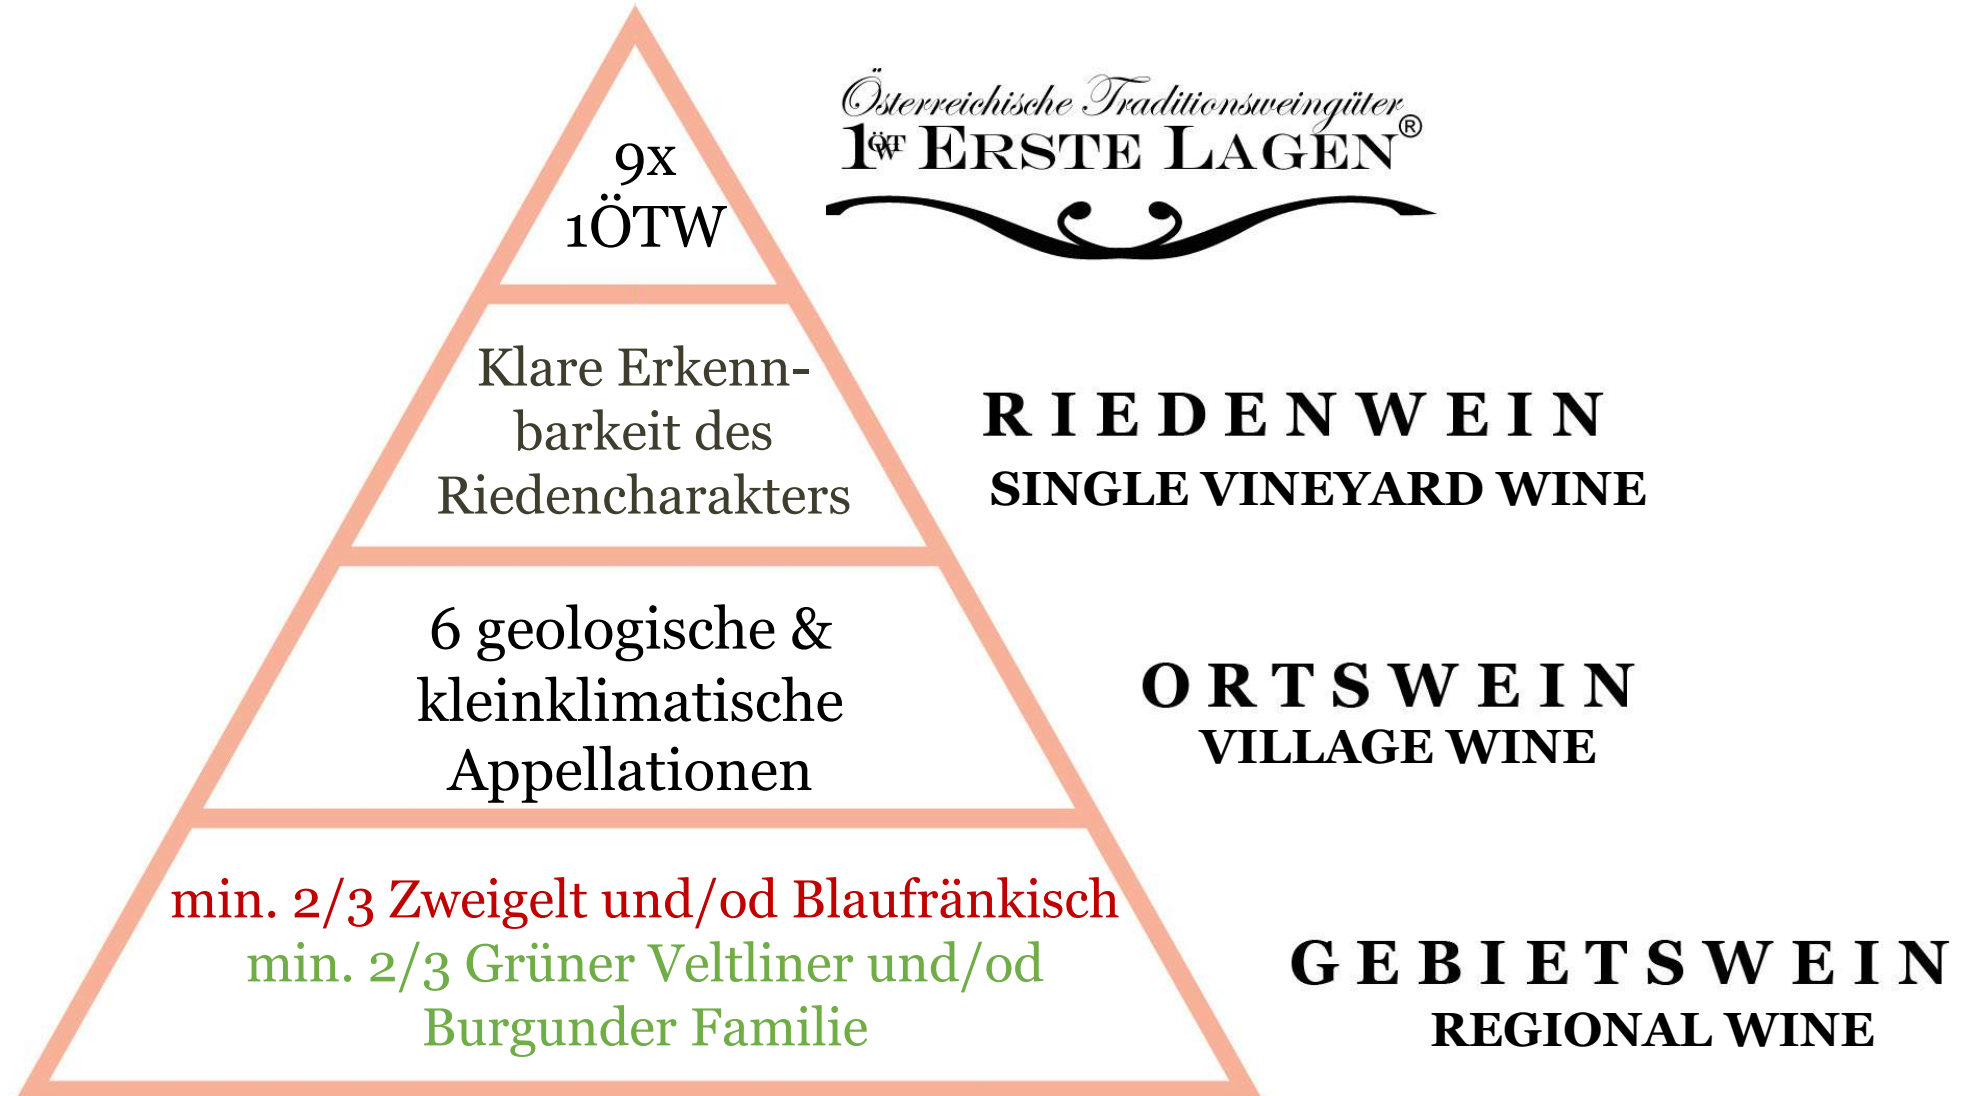 Österreichische Traditionsweingüter
1ÖTW ERSTE LAGEN®
9x
1ÖTW
Klare Erkenn-
barkeit des
Riedencharakters
RIEDENWEIN
SINGLE VINEYARD WINE
6 geologische &
kleinklimatische
Appellationen
ORTSWEIN
VILLAGE WINE
min. 2/3 Zweigelt und/od Blaufränkisch
min. 2/3 Grüner Veltliner und/od
Burgunder Familie
GEBIETSWEIN
REGIONAL WINE